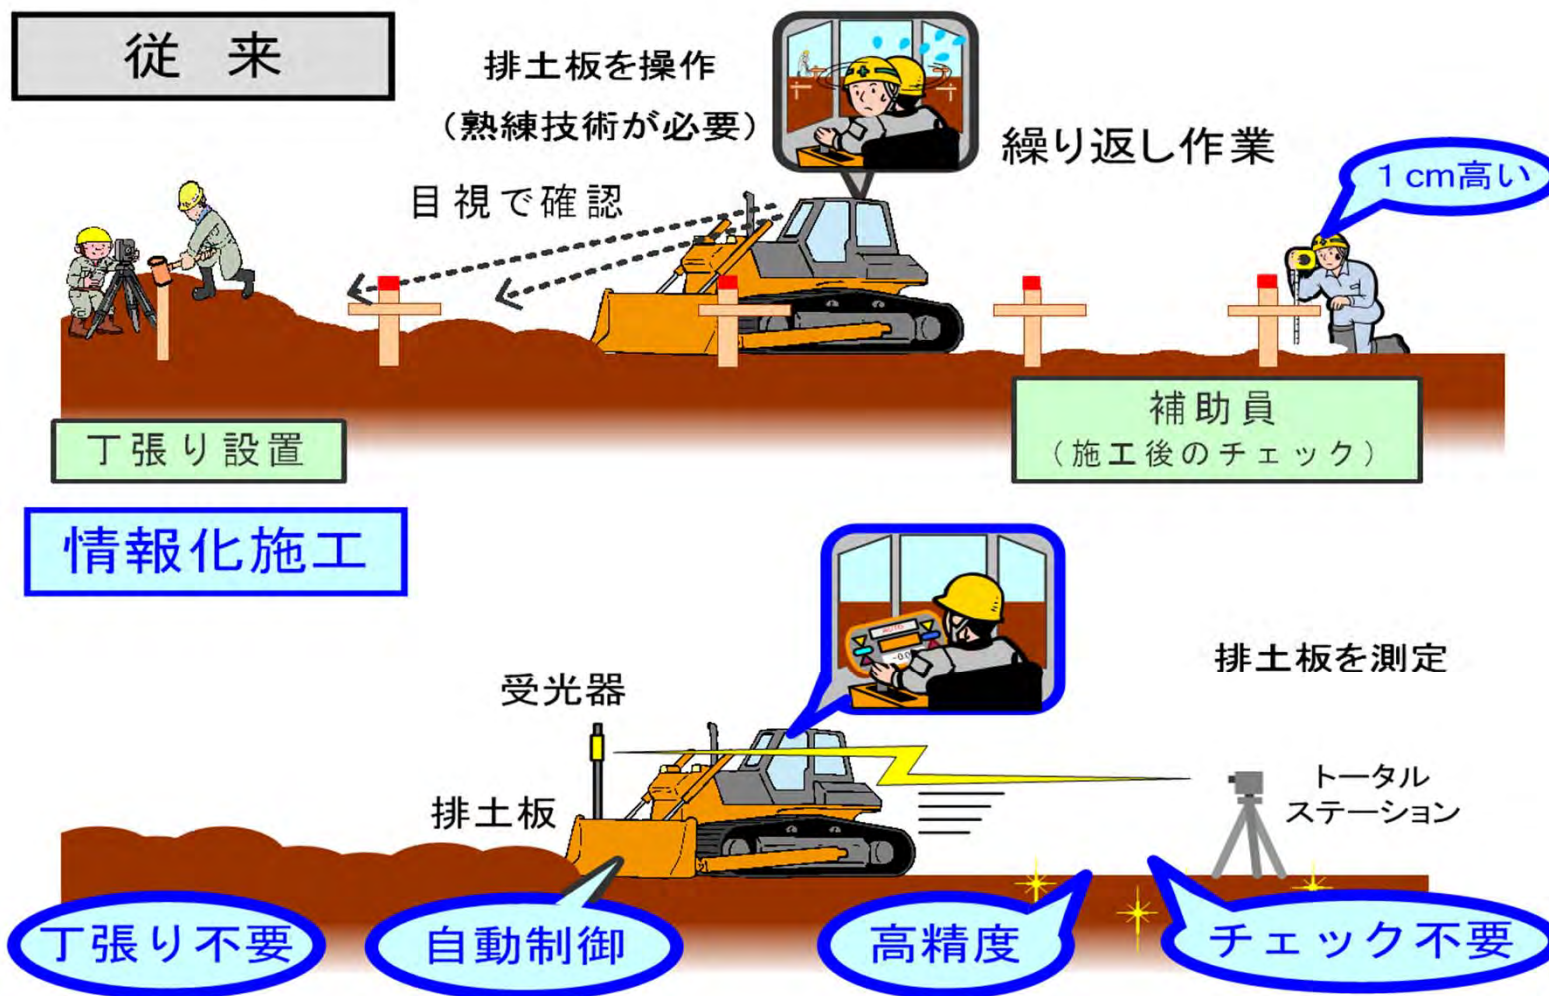 従 来
排土板を操作
（熟練技術が必要）
繰り返し作業
１cm高い
目視で確認
丁張り設置
補助員
（施工後のチェック）
情報化施工
AUTO
排土板を測定
受光器
トータル
ステーション
排土板
丁張り不要
自動制御
高精度
チェック不要